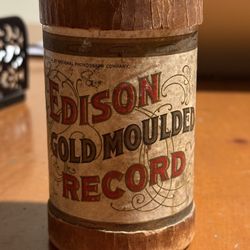 NATIONAL PHONOGRAPH COMPANY.
EDISON
GOLD MOULDED
RECORD